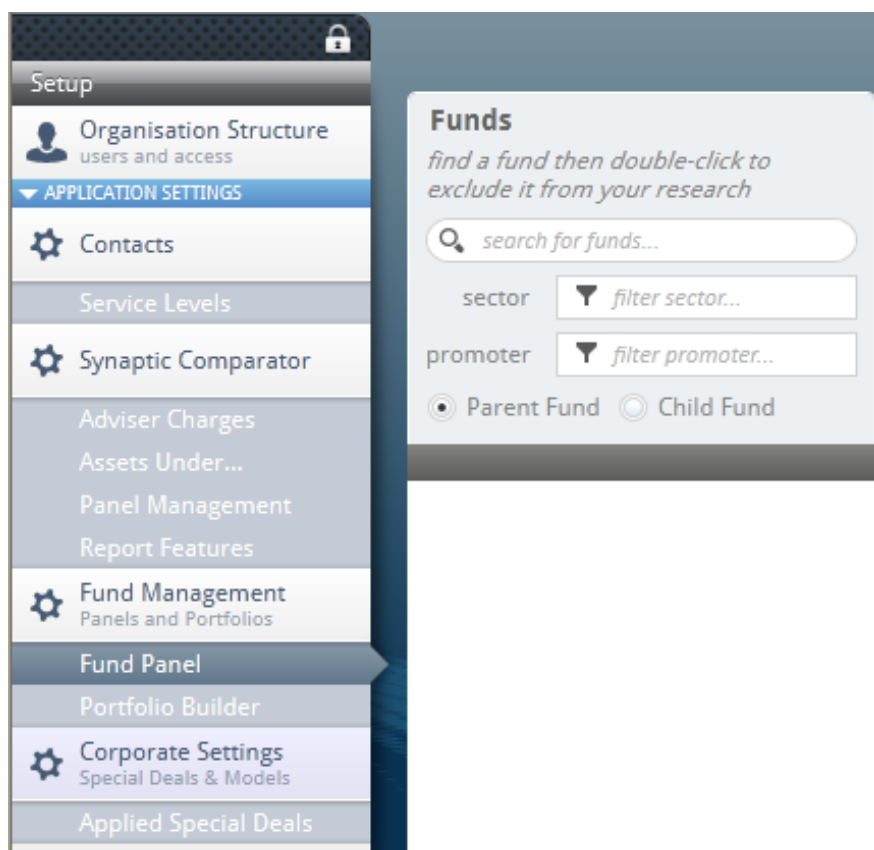 Setup
Organisation Structure
users and access
APPLICATION SETTINGS
Contacts
Service Levels
Synaptic Comparator
Adviser Charges
Assets Under...
Panel Management
Report Features
Fund Management
Panels and Portfolios
Fund Panel
Portfolio Builder
Corporate Settings
Special Deals & Models
Applied Special Deals
Funds
find a fund then double-click to
exclude it from your research
search for funds...
sector filter sector...
promoter filter promoter...
Parent Fund Child Fund